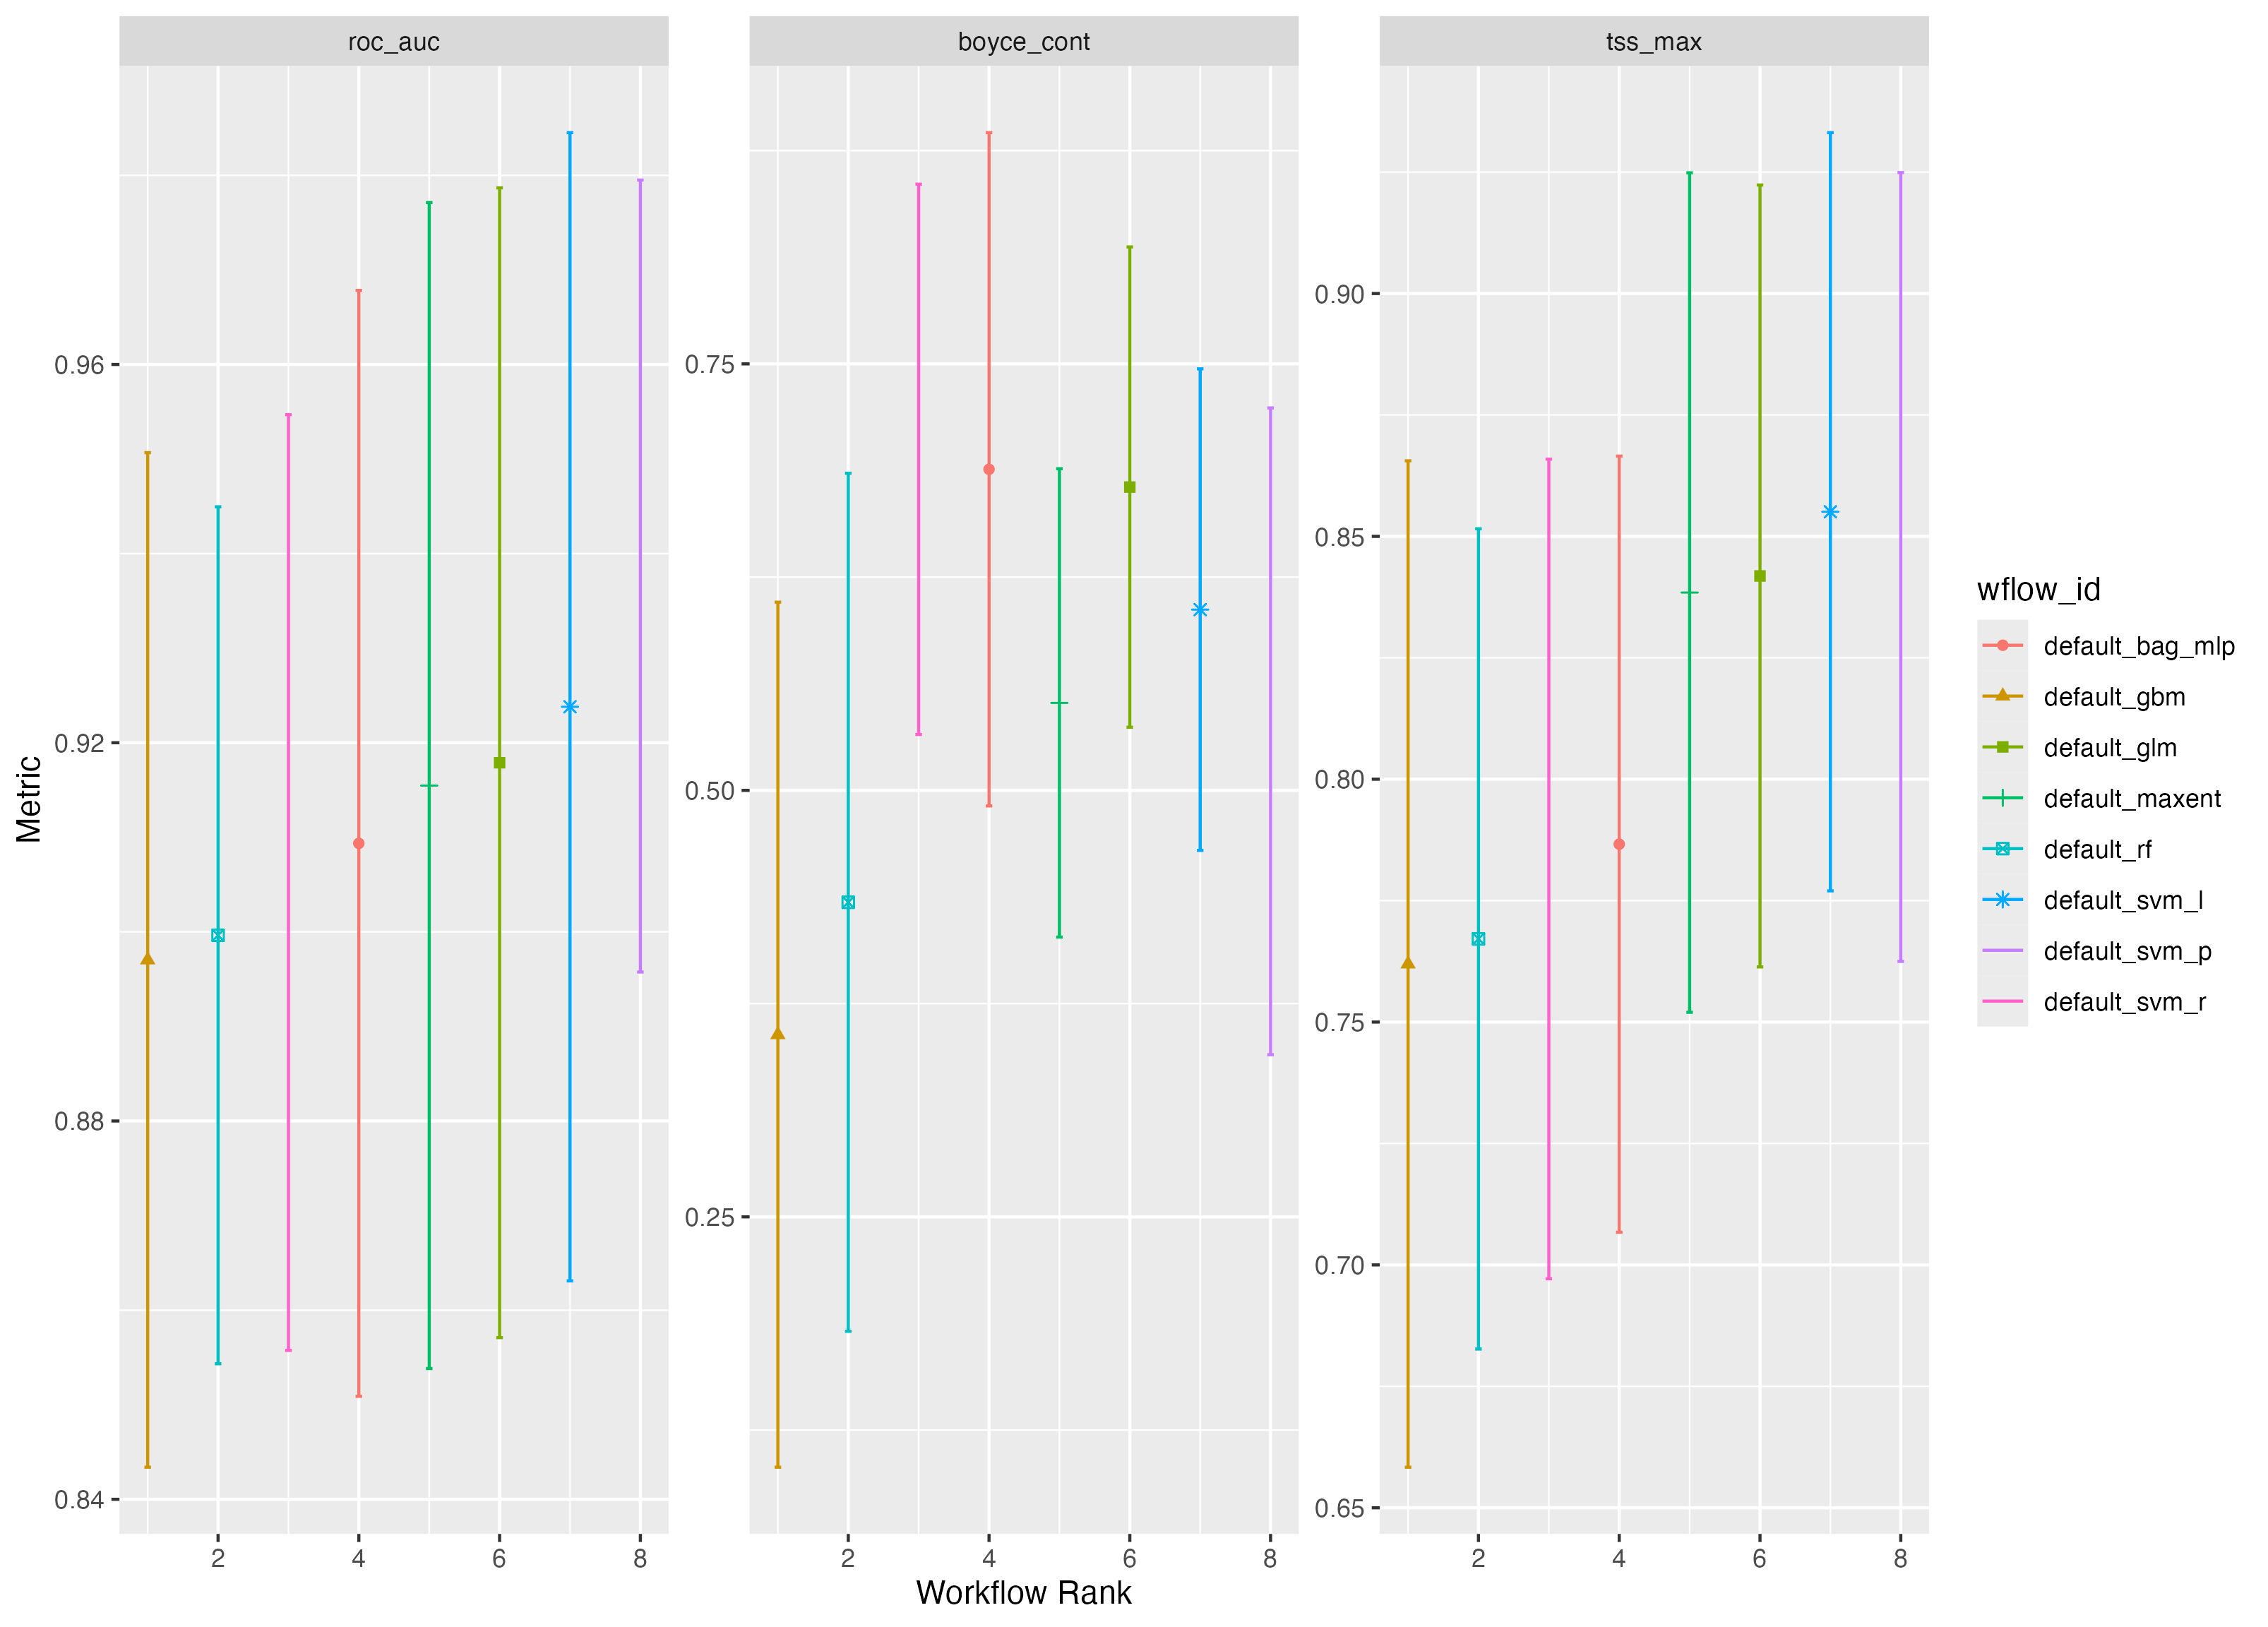 roc_auc
boyce_cont
tss_max
0.96
0.92
0.88
0.84
0.75
0.50
0.25
0.90
0.85
0.80
0.75
0.70
0.65
2 4 6 8
2 4 6 8
2 4 6 8
Metric
Workflow Rank
wflow_id
default_bag_mlp
default_gbm
default_glm
default_maxent
default_rf
default_svm_l
default_svm_p
default_svm_r